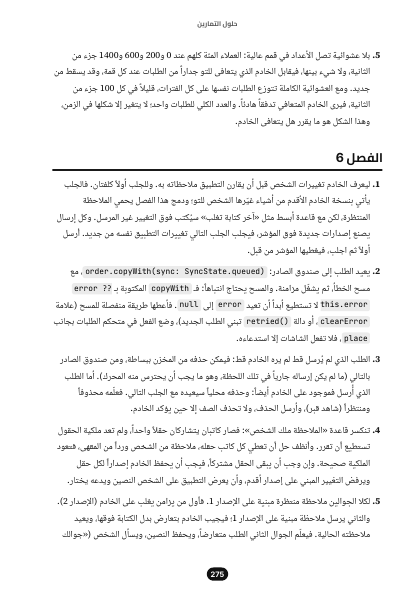 حلول التمارين
5. بلا عشوائية تصل الأعداد في قمم عالية: العملاء المئة كلهم عند 0 و200 و600 و1400 جزء من
الثانية، ولا شيء بينها، فيقابل الخادم الذي يتعافى للتو جداراً من الطلبات عند كل قمة، وقد يسقط من
جديد. ومع العشوائية الكاملة تتوزع الطلبات نفسها على كل الفترات، قليلاً في كل 100 جزء من
الثانية، فيرى الخادم المتعافي تدفقاً هادئاً. والعدد الكلي للطلبات واحد؛ لا يتغير إلا شكلها في الزمن،
وهذا الشكل هو ما يقرر هل يتعافى الخادم.
الفصل 6
1. ليعرف الخادم تغييرات الشخص قبل أن يقارن التطبيق ملاحظاته به. وللجلب أولاً كلفتان. فالجلب
يأتي بنسخة الخادم الأقدم من أشياء غيّرها الشخص للتو؛ ودمج هذا الفصل يحمي الملاحظة
المنتظرة، لكن مع قاعدة أبسط مثل «آخر كتابة تغلب» سيُكتب فوق التغيير غير المرسل. وكل إرسال
يصنع إصدارات جديدة فوق المؤشر، فيجلب الجلب التالي تغييرات التطبيق نفسه من جديد. أرسل
أولاً ثم اجلب، فيغطيها المؤشر من قبل.
2. يعيد الطلب إلى صندوق الصادر: order.copyWith(sync: SyncState.queued)، مع
مسح الخطأ، ثم يشغّل مزامنة. والمسح يحتاج انتباهاً: فـ copyWith المكتوبة بـ error ??
this.error لا تستطيع أبداً أن تعيد error إلى null. فأعطها طريقة منفصلة للمسح (علامة
clearError، أو دالة retried() تبني الطلب الجديد)، وضع الفعل في متحكم الطلبات بجانب
place، فلا تفعل الشاشات إلا استدعاءه.
3. الطلب الذي لم يُرسل قط لم يره الخادم قط: فيمكن حذفه من المخزن ببساطة، ومن صندوق الصادر
بالتالي (ما لم يكن إرساله جارياً في تلك اللحظة، وهو ما يجب أن يحترس منه المحرك). أما الطلب
الذي أُرسل فموجود على الخادم أيضاً: وحذفه محلياً سيعيده مع الجلب التالي. فعلّمه محذوفاً
ومنتظراً (شاهد قبر)، وأرسل الحذف، ولا تحذف الصف إلا حين يؤكد الخادم.
4. تنكسر قاعدة «الملاحظة ملك الشخص»: فصار كاتبان يتشاركان حقلاً واحداً، ولم تعد ملكية الحقول
تستطيع أن تقرر. وأنظف حل أن تعطي كل كاتب حقله، ملاحظة من الشخص ورداً من المقهى، فتعود
الملكية صحيحة. وإن وجب أن يبقى الحقل مشتركاً، فيجب أن يحفظ الخادم إصداراً لكل حقل
ويرفض التغيير المبني على إصدار أقدم، وأن يعرض التطبيق على الشخص النصين ويدعه يختار.
5. لكلا الجوالين ملاحظة منتظرة مبنية على الإصدار 1. فأول من يزامن يغلب على الخادم (الإصدار 2).
والثاني يرسل ملاحظة مبنية على الإصدار 1؛ فيجيب الخادم بتعارض بدل الكتابة فوقها، ويعيد
ملاحظته الحالية. فيعلّم الجوال الثاني الطلب متعارضاً، ويحفظ النصين، ويسأل الشخص («جوالك
275